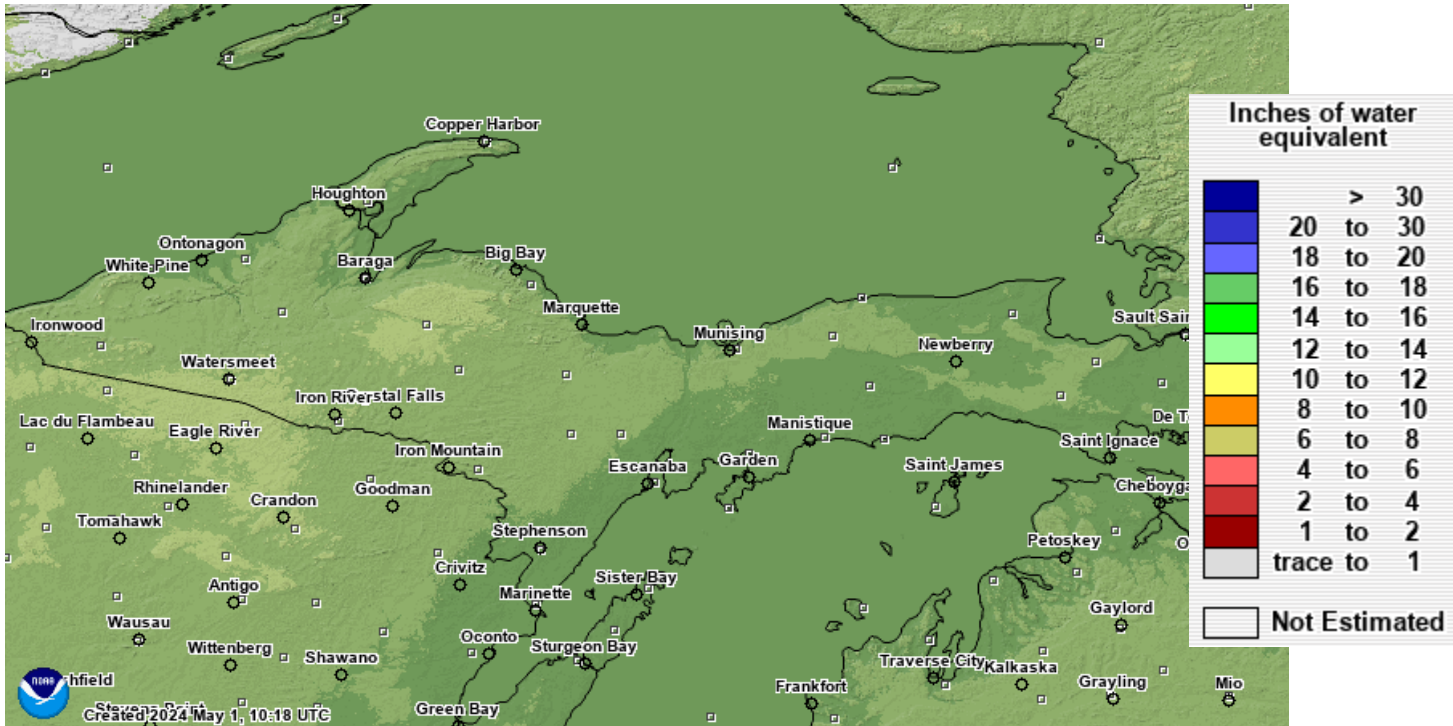 Copper Harbor
Houghton
Ontonagon
White Pine
Baraga
Big Bay
Marquette
Munising
Newberry
Sault Sain
Ironwood
Watersmeet
Iron River
Crystal Falls
Lac du Flambeau
Eagle River
Iron Mountain
Manistique
De T
Saint Ignace
Escanaba
Garden
Saint James
Cheboyga
Rhinelander
Crandon
Goodman
Tomahawk
Stephenson
Petoskey
O
Antigo
Crivitz
Sister Bay
Marinette
Gaylord
Wausau
Wittenberg
Shawano
Oconto
Sturgeon Bay
Traverse City
Kalkaska
Frankfort
Grayling
Mio
NOAA
shfield
Stevens Point
Green Bay
Created 2024 May 1, 10:18 UTC
Inches of water
equivalent
> 30
20 to 30
18 to 20
16 to 18
14 to 16
12 to 14
10 to 12
8 to 10
6 to 8
4 to 6
2 to 4
1 to 2
trace to 1
Not Estimated